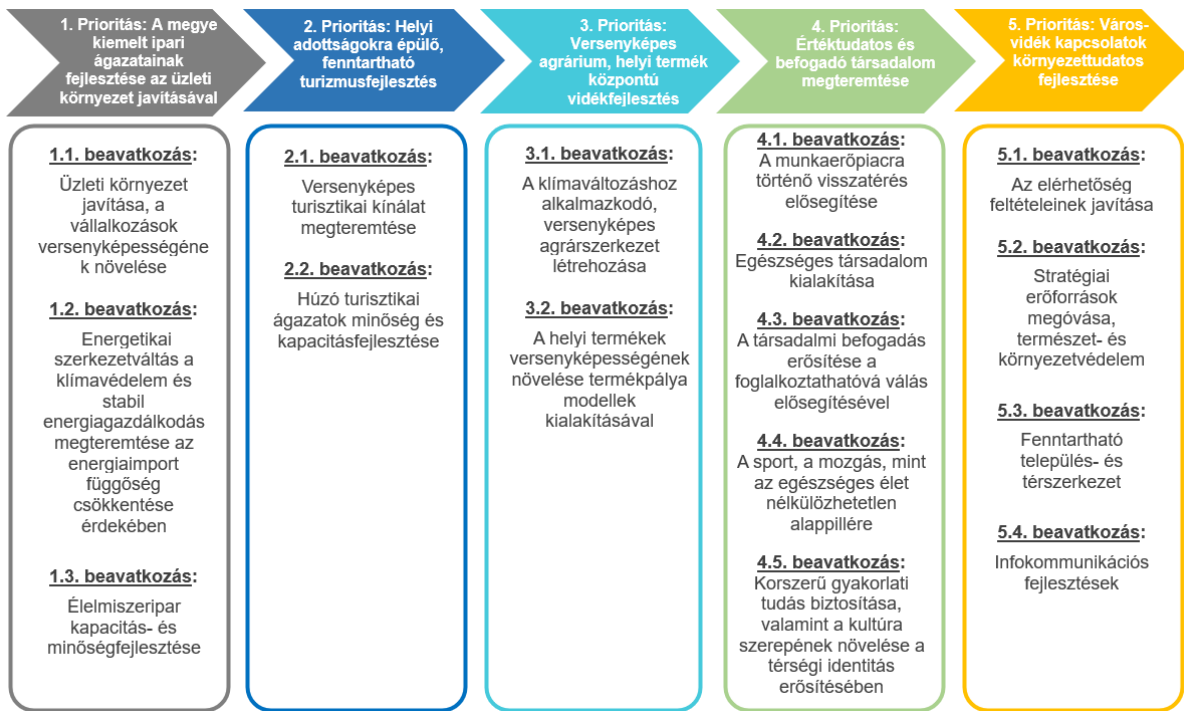 1. Prioritás: A megye
kiemelt ipari
ágazatainak
fejlesztése az üzleti
környezet javításával
1.1. beavatkozás:
Üzleti környezet
javítása, a
vállalkozások
versenyképességéne
k növelése
1.2. beavatkozás:
Energetikai
szerkezetváltás a
klímavédelem és
stabil
energiagazdálkodás
megteremtése az
energiaimport
függőség
csökkentése
érdekében
1.3. beavatkozás:
Élelmiszeripar
kapacitás- és
minőségfejlesztése
2. Prioritás: Helyi
adottságokra épülő,
fenntartható
turizmusfejlesztés
2.1. beavatkozás:
Versenyképes
turisztikai kínálat
megteremtése
2.2. beavatkozás:
Húzó turisztikai
ágazatok minőség és
kapacitásfejlesztése
3. Prioritás:
Versenyképes
agrárium, helyi termék
központú
vidékfejlesztés
3.1. beavatkozás:
A klímaváltozáshoz
alkalmazkodó,
versenyképes
agrárszerkezet
létrehozása
3.2. beavatkozás:
A helyi termékek
versenyképességének
növelése termékpálya
modellek
kialakításával
4. Prioritás:
Értéktudatos és
befogadó társadalom
megteremtése
4.1. beavatkozás:
A munkaerőpiacra
történő visszatérés
elősegítése
4.2. beavatkozás:
Egészséges társadalom
kialakítása
4.3. beavatkozás:
A társadalmi befogadás
erősítése a
foglalkoztathatóvá válás
elősegítésével
4.4. beavatkozás:
A sport, a mozgás, mint
az egészséges élet
nélkülözhetetlen
alappillére
4.5. beavatkozás:
Korszerű gyakorlati
tudás biztosítása,
valamint a kultúra
szerepének növelése a
térségi identitás
erősítésében
5. Prioritás: Város-
vidék kapcsolatok
környezettudatos
fejlesztése
5.1. beavatkozás:
Az elérhetőség
feltételeinek javítása
5.2. beavatkozás:
Stratégiai
erőforrások
megóvása,
természet- és
környezetvédelem
5.3. beavatkozás:
Fenntartható
település- és
térszerkezet
5.4. beavatkozás:
Infokommunikációs
fejlesztések